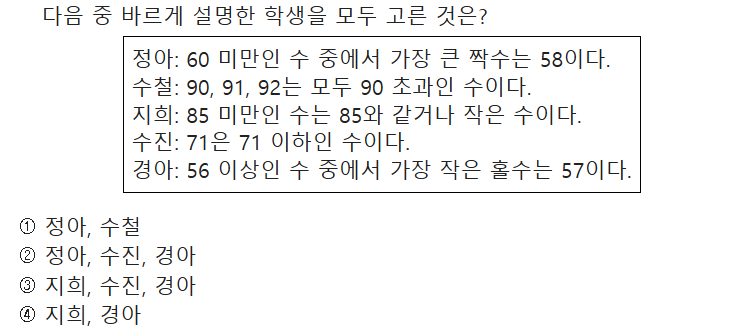 다음 중 바르게 설명한 학생을 모두 고른 것은?
정아: 60 미만인 수 중에서 가장 큰 짝수는 58이다.
수철: 90, 91, 92는 모두 90 초과인 수이다.
지희: 85 미만인 수는 85와 같거나 작은 수이다.
수진: 71은 71 이하인 수이다.
경아: 56 이상인 수 중에서 가장 작은 홀수는 57이다.
① 정아, 수철
② 정아, 수진, 경아
③ 지희, 수진, 경아
④ 지희, 경아